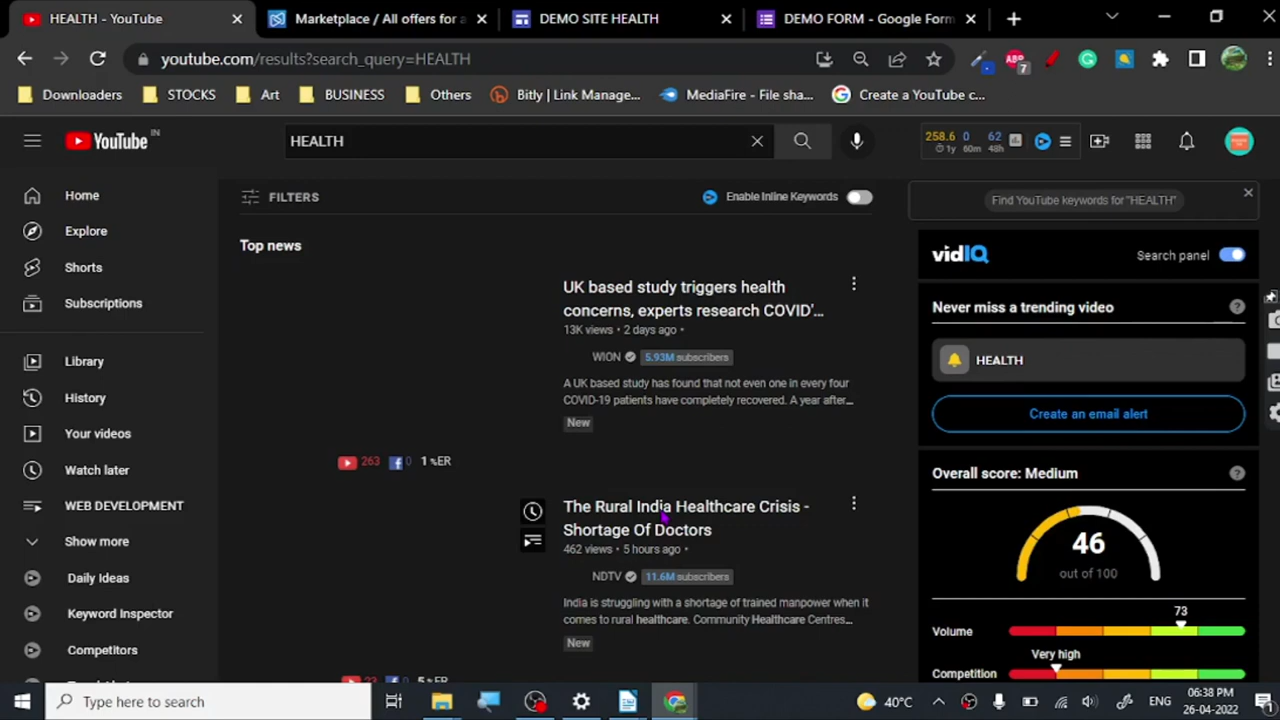 HEALTH - YouTube
Marketplace / All offers for a
DEMO SITE HEALTH
DEMO FORM - Google Form
youtube.com/results?search_query=HEALTH
ABP
7
Downloaders
STOCKS
Art
BUSINESS
Others
Bitly | Link Manage...
MediaFire - File sha...
Create a YouTube c...
YouTube IN
HEALTH
258.6 0 62
1y 60m 48h
Home
Explore
Shorts
Subscriptions
Library
History
Your videos
Watch later
WEB DEVELOPMENT
Show more
Daily Ideas
Keyword Inspector
Competitors
FILTERS
Enable Inline Keywords
Top news
UK based study triggers health
concerns, experts research COVID'...
13K views • 2 days ago •
WION 5.93M subscribers
A UK based study has found that not even one in every four
COVID-19 patients have completely recovered. A year after...
New
263 0 1 %ER
The Rural India Healthcare Crisis -
Shortage Of Doctors
462 views • 5 hours ago •
NDTV 11.6M subscribers
India is struggling with a shortage of trained manpower when it
comes to rural healthcare. Community Healthcare Centres...
New
Find YouTube keywords for "HEALTH"
vidIQ
Search panel
Never miss a trending video
HEALTH
Create an email alert
Overall score: Medium
46
out of 100
73
Volume
Very high
Competition
Type here to search
40°C
ENG
06:38 PM
26-04-2022
1